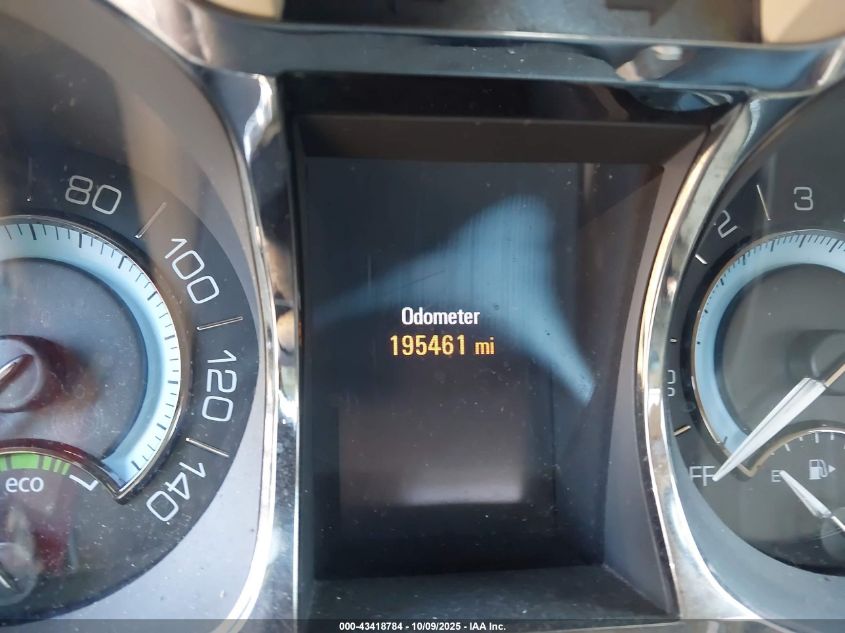 80
100
120
140
eco
Odometer
195461 mi
2
3
FF
E
000-43418784 - 10/09/2025 - IAA Inc.